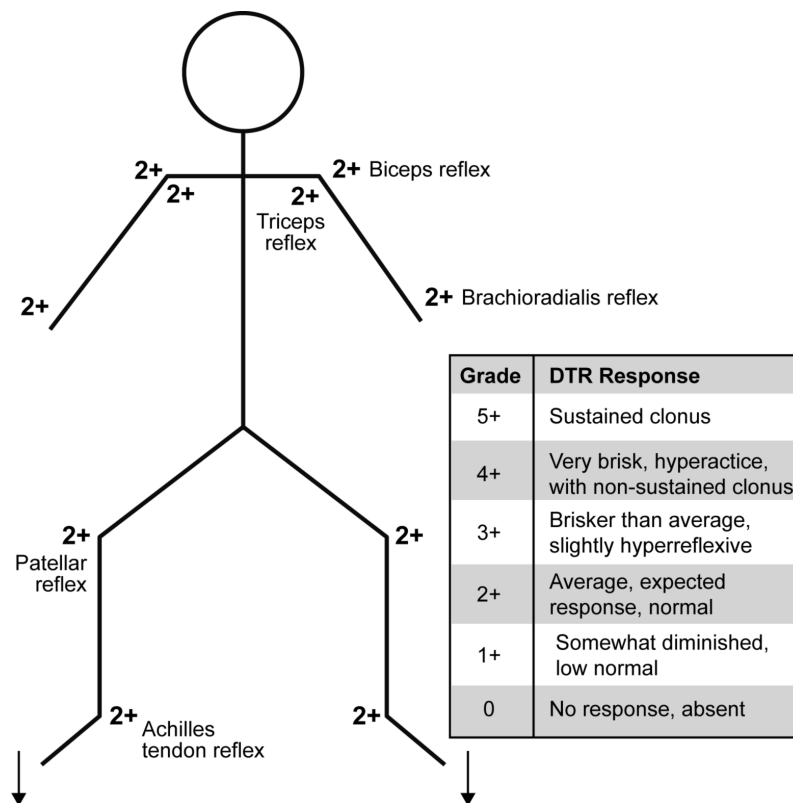 2+ 2+ Biceps reflex
2+ 2+
Triceps
reflex
2+ 2+ Brachioradialis reflex
Grade DTR Response
5+ Sustained clonus
4+ Very brisk, hyperactice,
with non-sustained clonus
3+ Brisker than average,
slightly hyperreflexive
2+ Average, expected
response, normal
1+ Somewhat diminished,
low normal
0 No response, absent
2+ 2+
Patellar
reflex
2+ Achilles
tendon reflex
2+